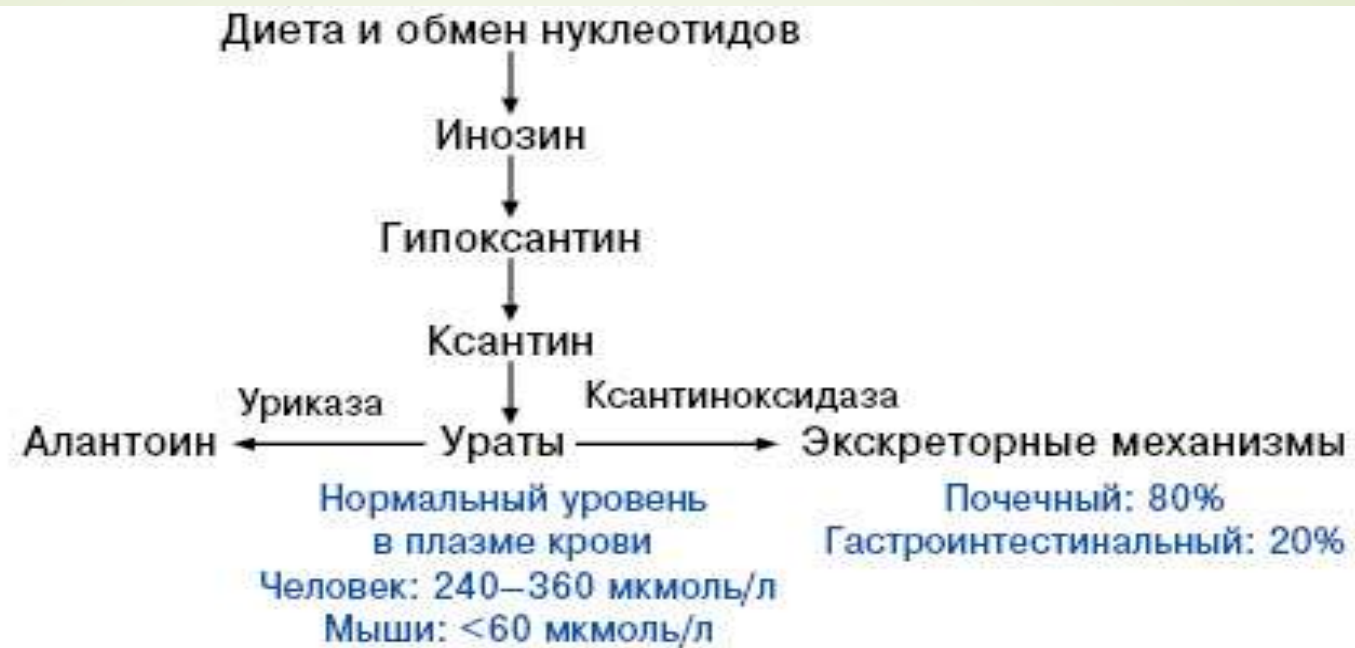 Диета и обмен нуклеотидов
Инозин
Гипоксантин
Ксантин
Уриказа
Ксантиноксидаза
Алантоин
Ураты
Экскреторные механизмы
Нормальный уровень
в плазме крови
Человек: 240–360 мкмоль/л
Мыши: <60 мкмоль/л
Почечный: 80%
Гастроинтестинальный: 20%